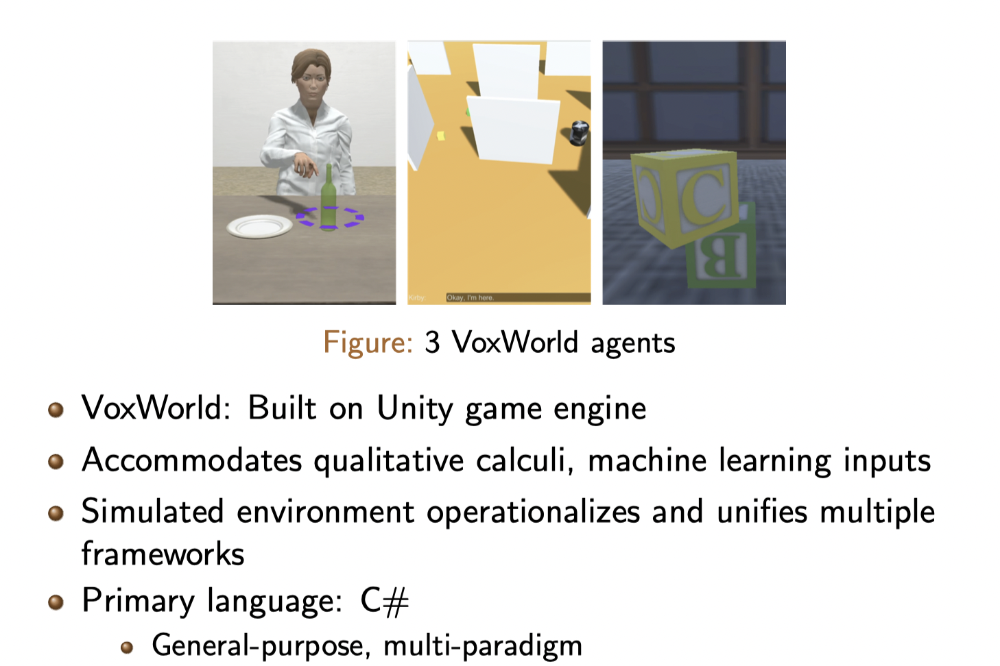 Kirby: Okay, I'm here.
C
B
Figure: 3 VoxWorld agents
VoxWorld: Built on Unity game engine
Accommodates qualitative calculi, machine learning inputs
Simulated environment operationalizes and unifies multiple
frameworks
Primary language: C#
General-purpose, multi-paradigm